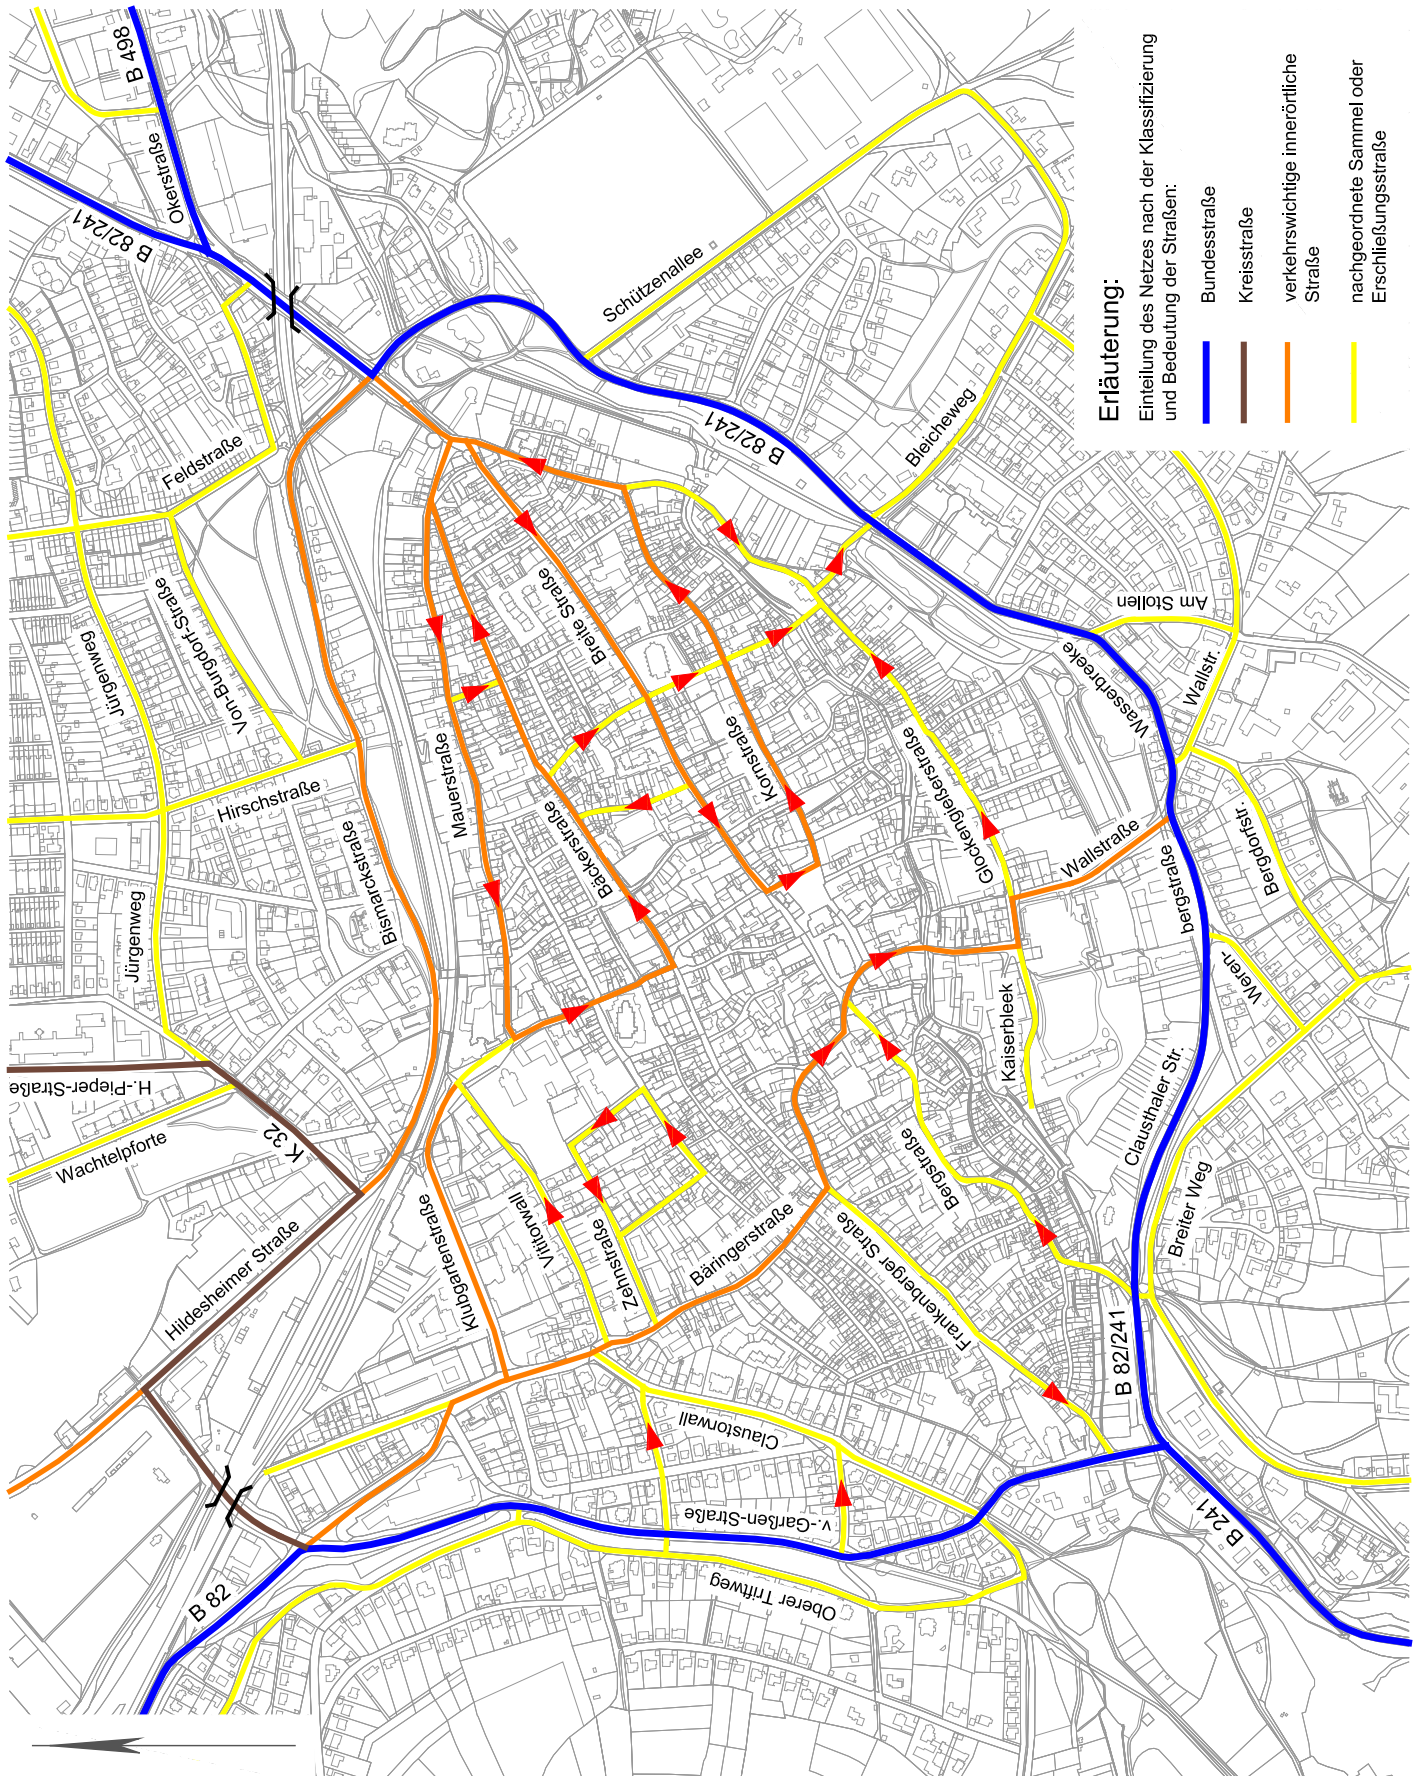 B 498
Okerstraße
B 82/241
Feldstraße
Schützenallee
B 82/241
Bleicheweg
Jürgenweg
Von-Burgdorf-Straße
Hirschstraße
Bismarckstraße
Jürgenweg
Mauerstraße
Breite Straße
Bäckerstraße
Kornstraße
Glockengießerstraße
Am Stollen
Wasserbreeke
Wallstr.
Wallstraße
Bergdorfstr.
bergstraße
Weren-
Kaiserbleek
Clausthaler Str.
Breiter Weg
H.-Pieper-Straße
Wachtelpforte
K 32
Hildesheimer Straße
Klubgartenstraße
Vititorwall
Zehnstraße
Bäringerstraße
Bergstraße
Frankenberger Straße
B 82/241
Claustorwall
v.-Garßen-Straße
Oberer Triftweg
B 82
B 241
Erläuterung:
Einteilung des Netzes nach der Klassifizierung
und Bedeutung der Straßen:
Bundesstraße
Kreisstraße
verkehrswichtige innerörtliche
Straße
nachgeordnete Sammel oder
Erschließungsstraße